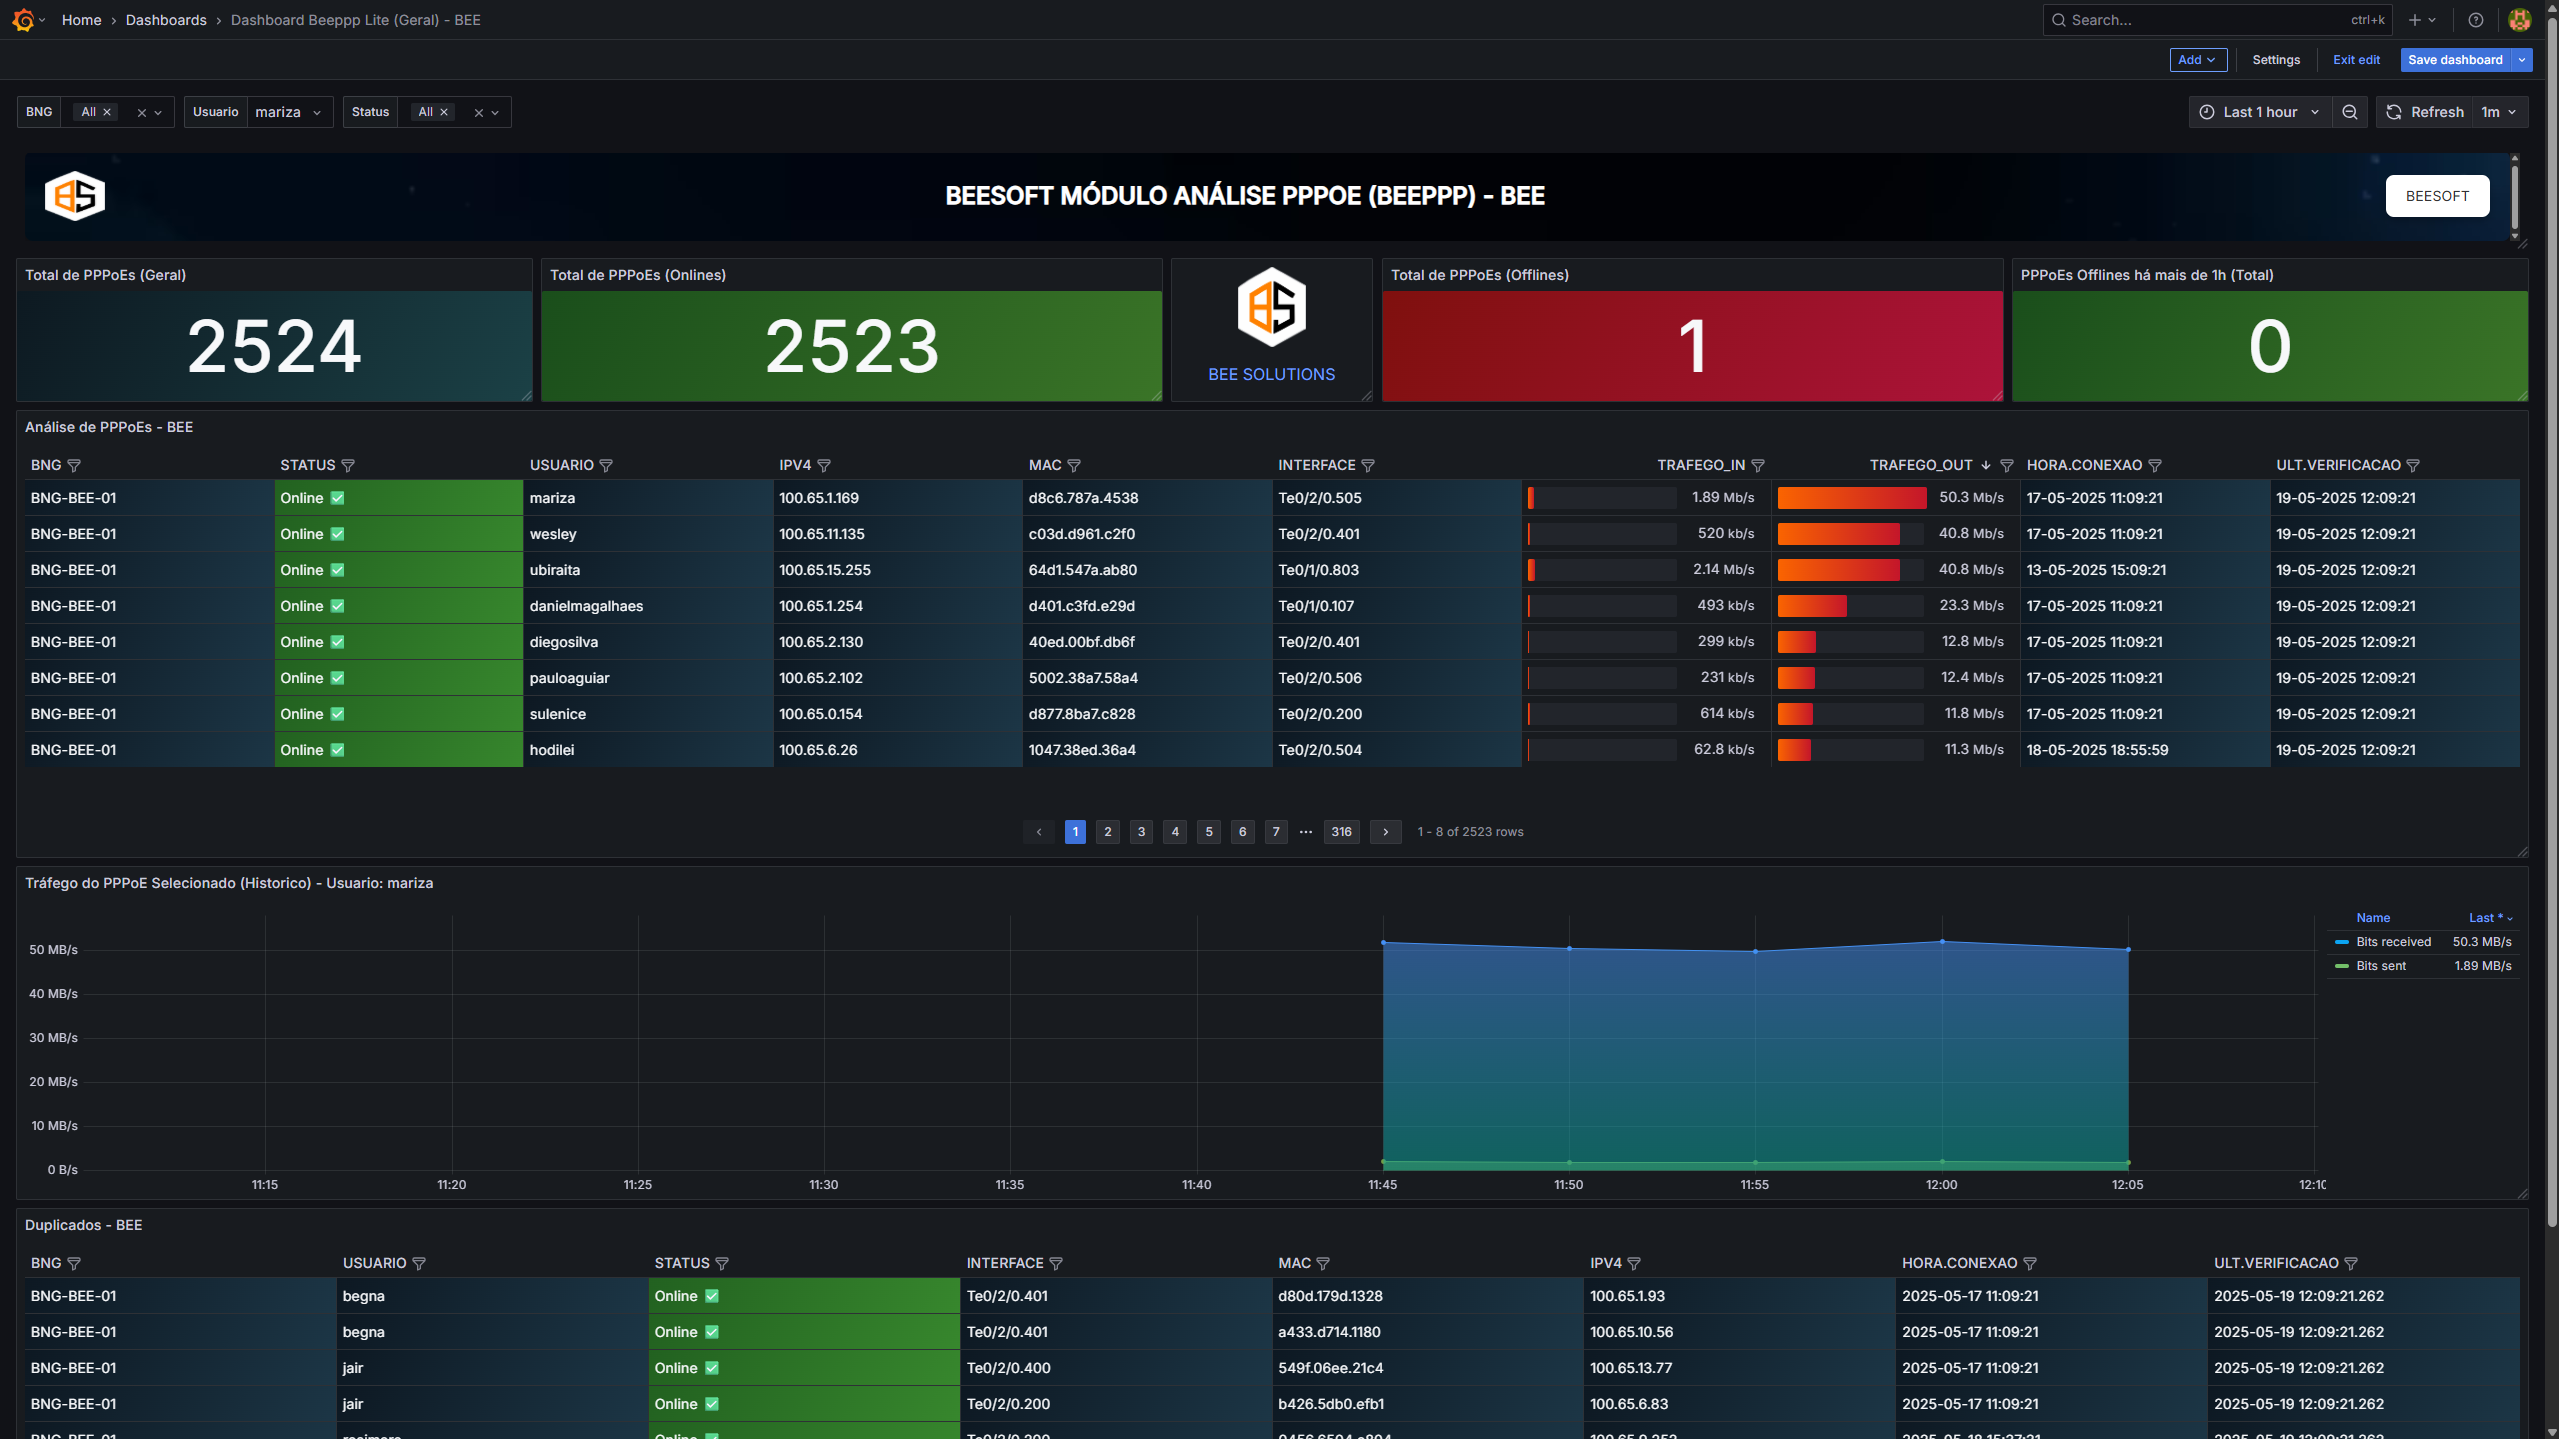 Home › Dashboards › Dashboard Beeppp Lite (Geral) - BEE
Search... ctrl+k
Add Settings Exit edit Save dashboard
BNG All Usuario mariza Status All Last 1 hour Refresh 1m
BS BEESOFT MÓDULO ANÁLISE PPPOE (BEEPPP) - BEE BEESOFT
Total de PPPoEs (Geral)
2524
Total de PPPoEs (Onlines)
2523
BS
BEE SOLUTIONS
Total de PPPoEs (Offlines)
1
PPPoEs Offlines há mais de 1h (Total)
0
Análise de PPPoEs - BEE
BNG STATUS USUARIO IPV4 MAC INTERFACE TRAFEGO_IN TRAFEGO_OUT HORA.CONEXAO ULT.VERIFICACAO
BNG-BEE-01 Online ✅ mariza 100.65.1.169 d8c6.787a.4538 Te0/2/0.505 1.89 Mb/s 50.3 Mb/s 17-05-2025 11:09:21 19-05-2025 12:09:21
BNG-BEE-01 Online ✅ wesley 100.65.11.135 c03d.d961.c2f0 Te0/2/0.401 520 kb/s 40.8 Mb/s 17-05-2025 11:09:21 19-05-2025 12:09:21
BNG-BEE-01 Online ✅ ubiraita 100.65.15.255 64d1.547a.ab80 Te0/1/0.803 2.14 Mb/s 40.8 Mb/s 13-05-2025 15:09:21 19-05-2025 12:09:21
BNG-BEE-01 Online ✅ danielmagalhaes 100.65.1.254 d401.c3fd.e29d Te0/1/0.107 493 kb/s 23.3 Mb/s 17-05-2025 11:09:21 19-05-2025 12:09:21
BNG-BEE-01 Online ✅ diegosilva 100.65.2.130 40ed.00bf.db6f Te0/2/0.401 299 kb/s 12.8 Mb/s 17-05-2025 11:09:21 19-05-2025 12:09:21
BNG-BEE-01 Online ✅ pauloaguiar 100.65.2.102 5002.38a7.58a4 Te0/2/0.506 231 kb/s 12.4 Mb/s 17-05-2025 11:09:21 19-05-2025 12:09:21
BNG-BEE-01 Online ✅ sulenice 100.65.0.154 d877.8ba7.c828 Te0/2/0.200 614 kb/s 11.8 Mb/s 17-05-2025 11:09:21 19-05-2025 12:09:21
BNG-BEE-01 Online ✅ hodilei 100.65.6.26 1047.38ed.36a4 Te0/2/0.504 62.8 kb/s 11.3 Mb/s 18-05-2025 18:55:59 19-05-2025 12:09:21
1 2 3 4 5 6 7 ··· 316 1 - 8 of 2523 rows
Tráfego do PPPoE Selecionado (Historico) - Usuario: mariza
50 MB/s
40 MB/s
30 MB/s
20 MB/s
10 MB/s
0 B/s
11:15 11:20 11:25 11:30 11:35 11:40 11:45 11:50 11:55 12:00 12:05
Name Last *
Bits received 50.3 MB/s
Bits sent 1.89 MB/s
Duplicados - BEE
BNG USUARIO STATUS INTERFACE MAC IPV4 HORA.CONEXAO ULT.VERIFICACAO
BNG-BEE-01 begna Online ✅ Te0/2/0.401 d80d.179d.1328 100.65.1.93 2025-05-17 11:09:21 2025-05-19 12:09:21.262
BNG-BEE-01 begna Online ✅ Te0/2/0.401 a433.d714.1180 100.65.10.56 2025-05-17 11:09:21 2025-05-19 12:09:21.262
BNG-BEE-01 jair Online ✅ Te0/2/0.400 549f.06ee.21c4 100.65.13.77 2025-05-17 11:09:21 2025-05-19 12:09:21.262
BNG-BEE-01 jair Online ✅ Te0/2/0.200 b426.5db0.efb1 100.65.6.83 2025-05-17 11:09:21 2025-05-19 12:09:21.262